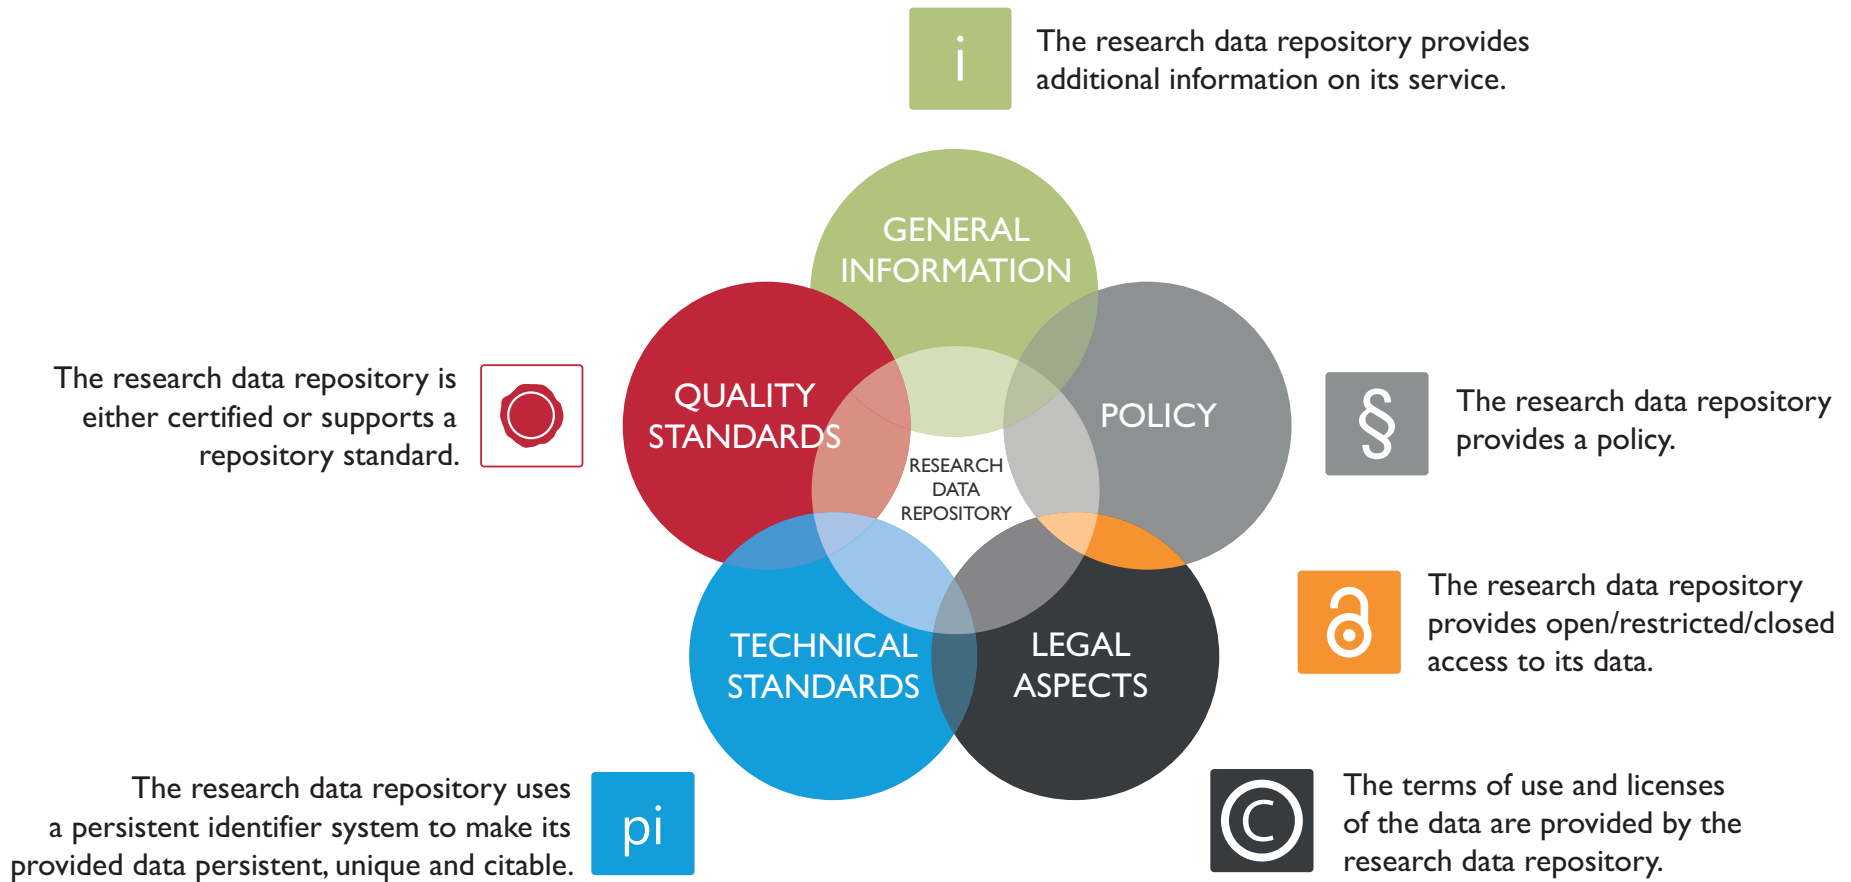 i
The research data repository provides
additional information on its service.
GENERAL
INFORMATION
QUALITY
STANDARDS
POLICY
RESEARCH
DATA
REPOSITORY
TECHNICAL
STANDARDS
LEGAL
ASPECTS
The research data repository is
either certified or supports a
repository standard.
§
The research data repository
provides a policy.
The research data repository
provides open/restricted/closed
access to its data.
The research data repository uses
a persistent identifier system to make its
provided data persistent, unique and citable.
pi
©
The terms of use and licenses
of the data are provided by the
research data repository.